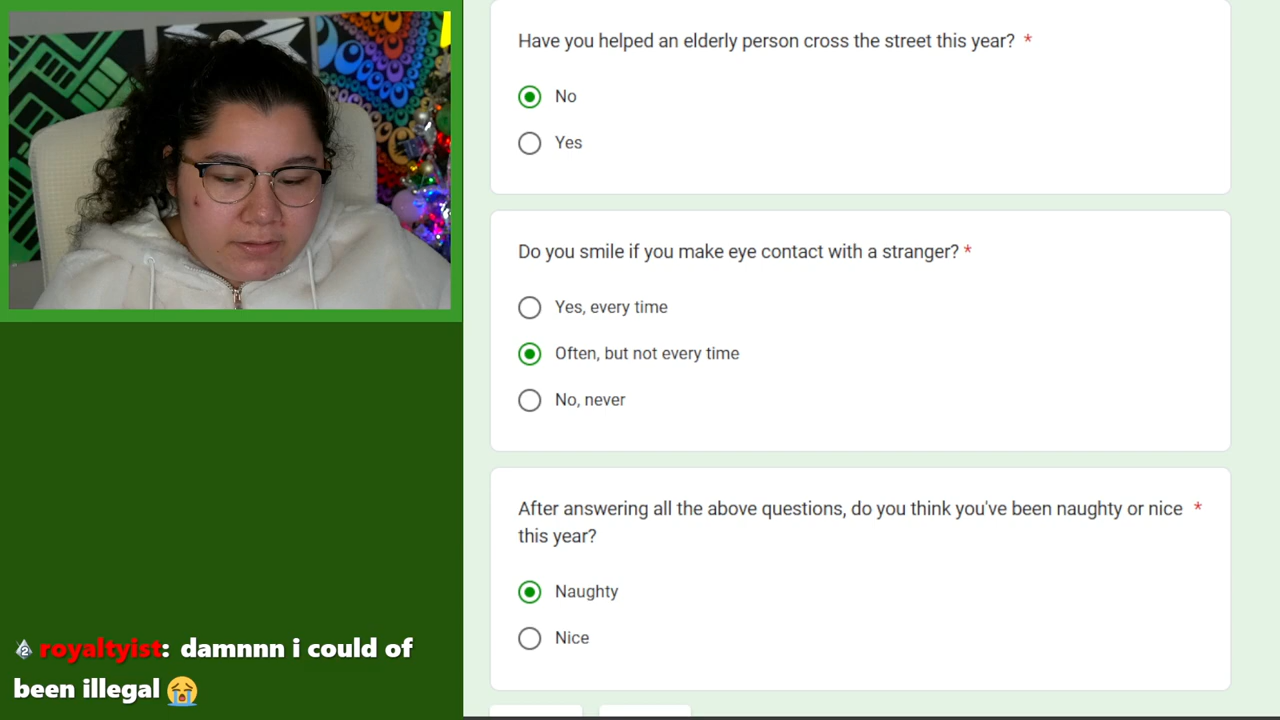 Have you helped an elderly person cross the street this year? *
No
Yes
Do you smile if you make eye contact with a stranger? *
Yes, every time
Often, but not every time
No, never
After answering all the above questions, do you think you've been naughty or nice *
this year?
Naughty
Nice
2 royaltyist: damnnn i could of
been illegal 😭